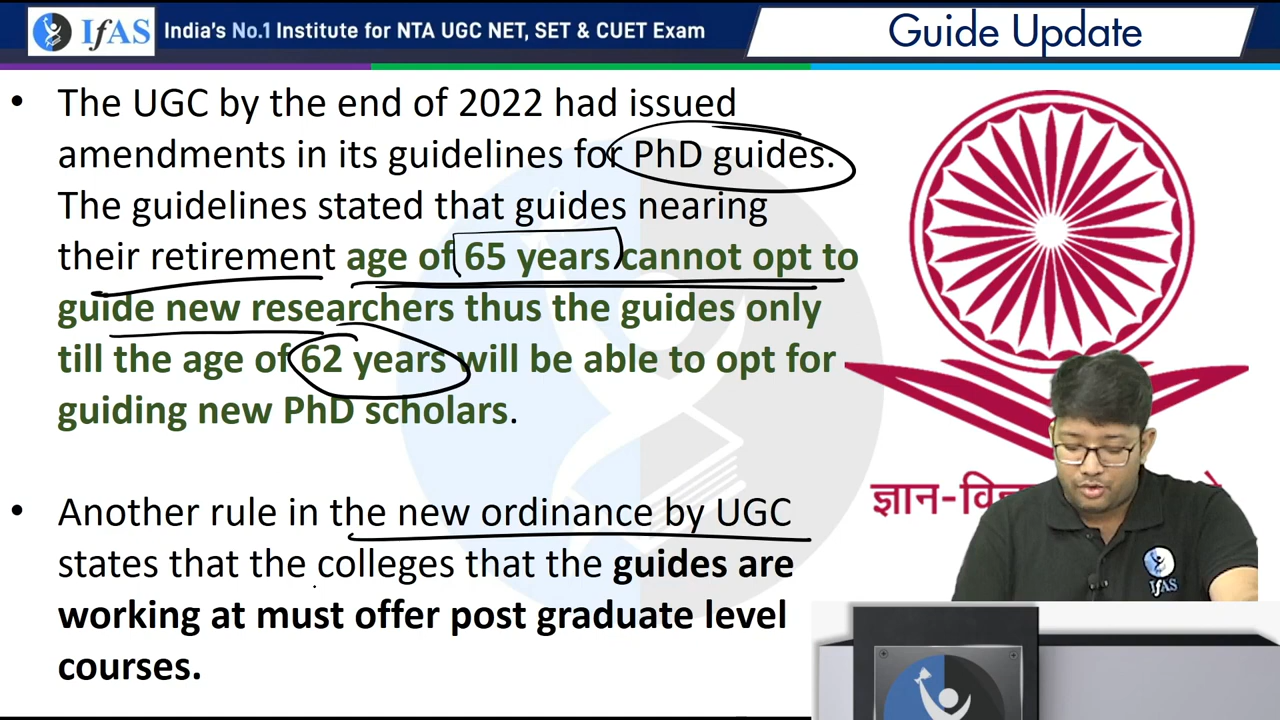 IfAS India's No.1 Institute for NTA UGC NET, SET & CUET Exam
Guide Update
• The UGC by the end of 2022 had issued
amendments in its guidelines for PhD guides.
The guidelines stated that guides nearing
their retirement age of 65 years cannot opt to
guide new researchers thus the guides only
till the age of 62 years will be able to opt for
guiding new PhD scholars.
• Another rule in the new ordinance by UGC
states that the colleges that the guides are
working at must offer post graduate level
courses.
ज्ञान-वि
IfAS